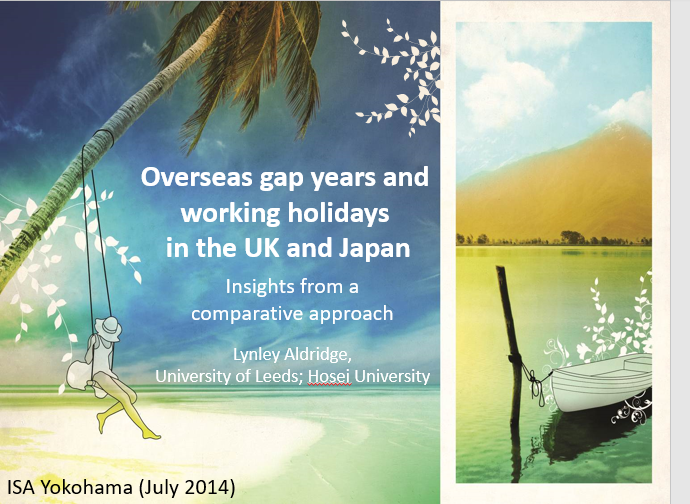 Overseas gap years and
working holidays
in the UK and Japan
Insights from a
comparative approach
Lynley Aldridge,
University of Leeds; Hosei University
ISA Yokohama (July 2014)